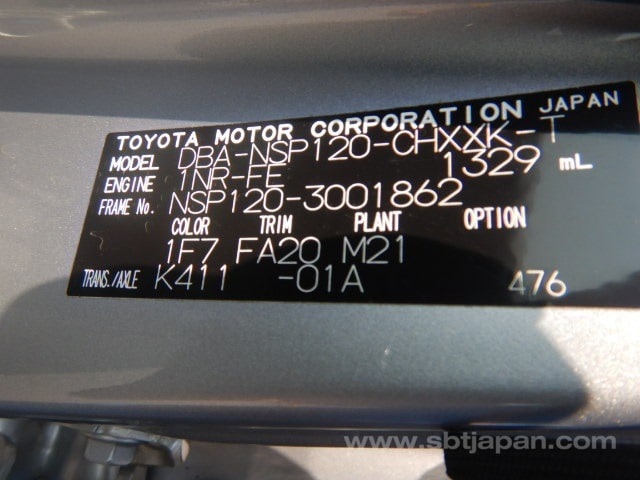 TOYOTA MOTOR CORPORATION JAPAN
MODEL DBA-NSP120-CHXXK-T
ENGINE 1NR-FE 1329 mL
FRAME No. NSP120-3001862
COLOR TRIM PLANT OPTION
1F7 FA20 M21
TRANS./AXLE K411 -01A 476
www.sbtjapan.com